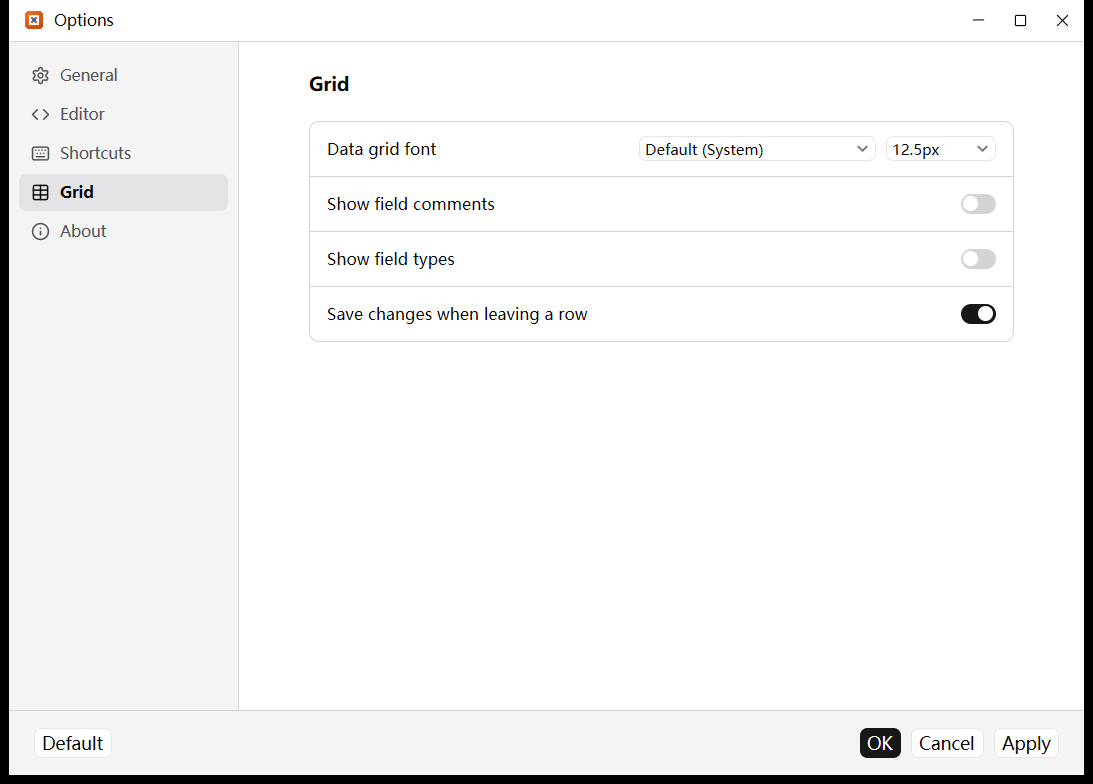 Options
General
Editor
Shortcuts
Grid
About
Grid
Data grid font Default (System) 12.5px
Show field comments
Show field types
Save changes when leaving a row
Default OK Cancel Apply